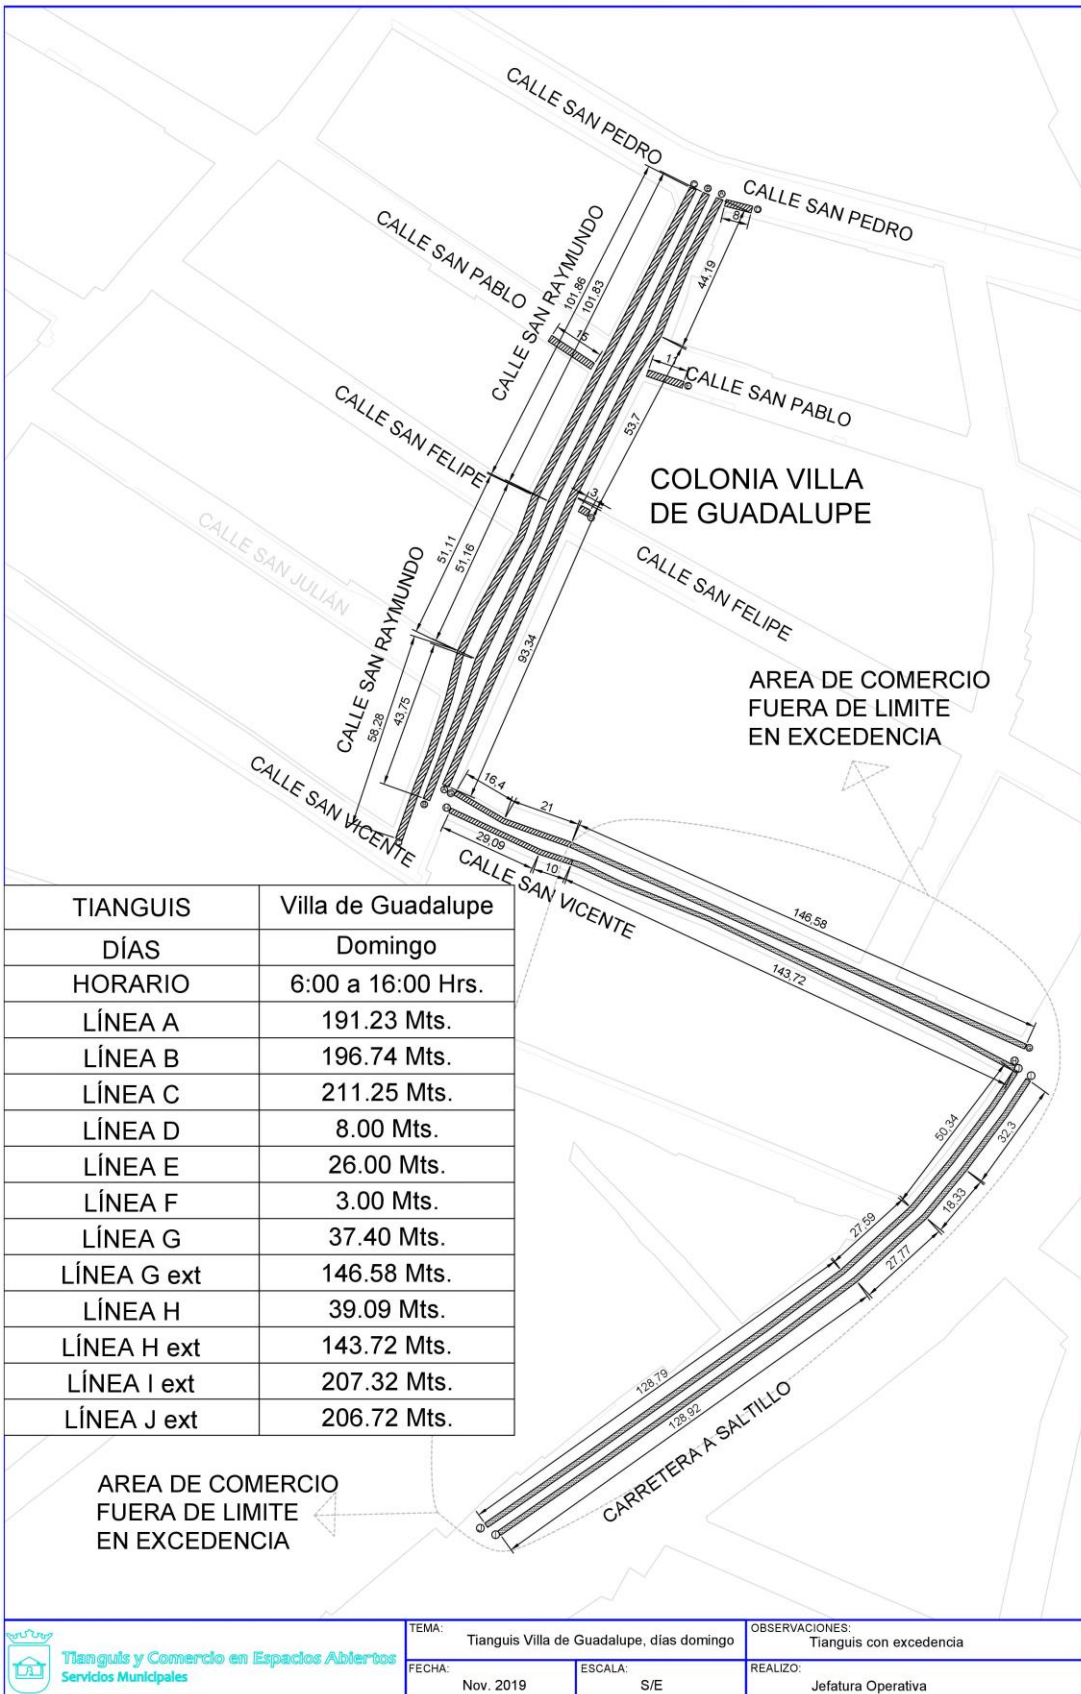 CALLE SAN PEDRO
CALLE SAN PEDRO
8
CALLE SAN PABLO
CALLE SAN RAYMUNDO
101,86
101,83
44,19
15
11
CALLE SAN PABLO
CALLE SAN FELIPE
53,7
3
COLONIA VILLA
DE GUADALUPE
CALLE SAN JULIÁN
51,11
51,16
CALLE SAN FELIPE
CALLE SAN RAYMUNDO
93,34
58,28
43,75
AREA DE COMERCIO
FUERA DE LIMITE
EN EXCEDENCIA
CALLE SAN VICENTE
16,4
21
29,09
10
CALLE SAN VICENTE
146,58
143,72
TIANGUIS Villa de Guadalupe
DÍAS Domingo
HORARIO 6:00 a 16:00 Hrs.
LÍNEA A 191.23 Mts.
LÍNEA B 196.74 Mts.
LÍNEA C 211.25 Mts.
LÍNEA D 8.00 Mts.
LÍNEA E 26.00 Mts.
LÍNEA F 3.00 Mts.
LÍNEA G 37.40 Mts.
LÍNEA G ext 146.58 Mts.
LÍNEA H 39.09 Mts.
LÍNEA H ext 143.72 Mts.
LÍNEA I ext 207.32 Mts.
LÍNEA J ext 206.72 Mts.
50,34
32,3
18,33
27,59
27,77
128,79
128,92
CARRETERA A SALTILLO
AREA DE COMERCIO
FUERA DE LIMITE
EN EXCEDENCIA
Tianguis y Comercio en Espacios Abiertos
Servicios Municipales
TEMA:
Tianguis Villa de Guadalupe, días domingo
OBSERVACIONES:
Tianguis con excedencia
FECHA:
Nov. 2019
ESCALA:
S/E
REALIZO:
Jefatura Operativa